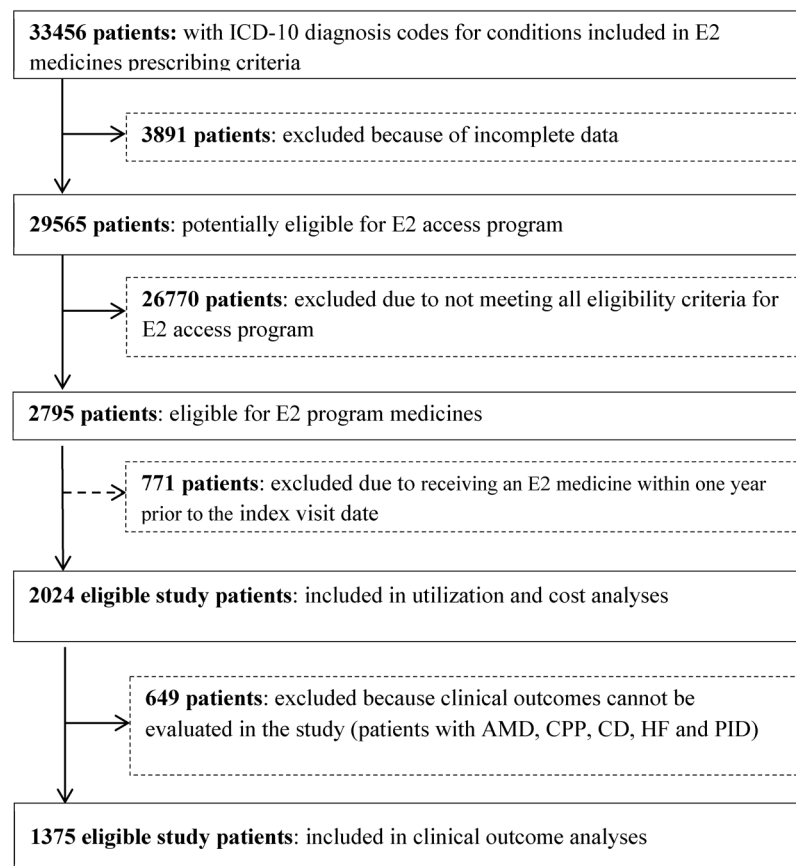 33456 patients: with ICD-10 diagnosis codes for conditions included in E2
medicines prescribing criteria
3891 patients: excluded because of incomplete data
29565 patients: potentially eligible for E2 access program
26770 patients: excluded due to not meeting all eligibility criteria for
E2 access program
2795 patients: eligible for E2 program medicines
771 patients: excluded due to receiving an E2 medicine within one year
prior to the index visit date
2024 eligible study patients: included in utilization and cost analyses
649 patients: excluded because clinical outcomes cannot be
evaluated in the study (patients with AMD, CPP, CD, HF and PID)
1375 eligible study patients: included in clinical outcome analyses